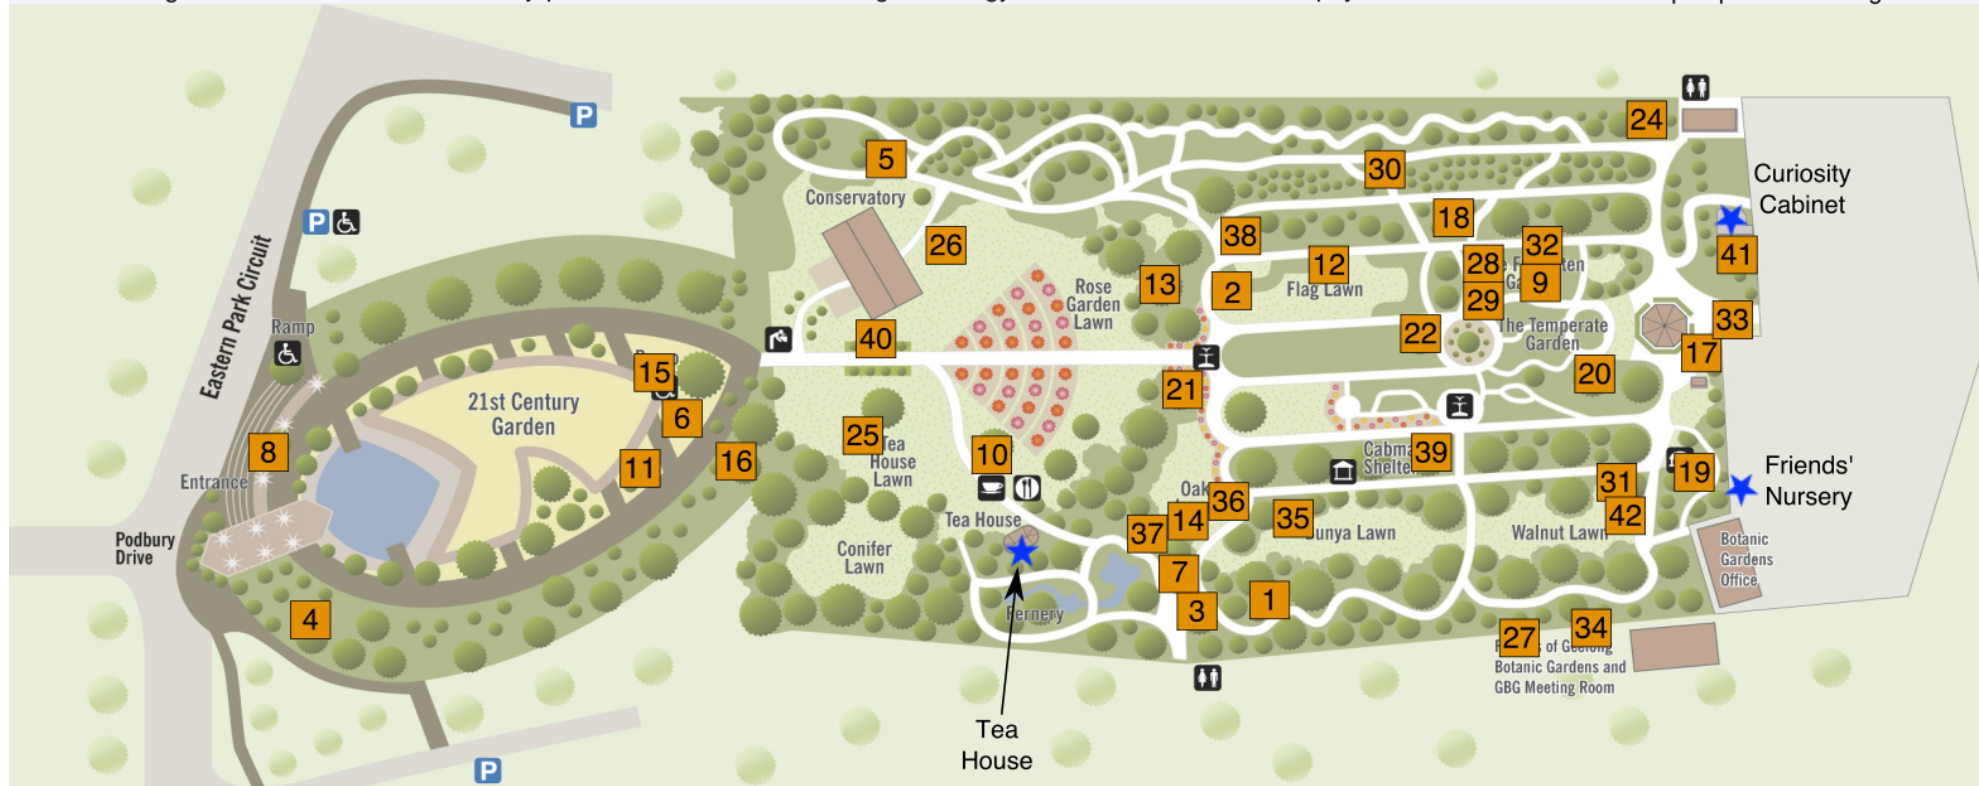 24
P
5
30
Curiosity
Cabinet
Conservatory
18
P
26
38
32
41
Eastern Park Circuit
12
28
Flag Lawn
9
13
2
29
Rose
Garden
Lawn
Ramp
40
22
The Temperate
Garden
33
17
15
20
21
21st Century
Garden
6
25
Tea
House
Lawn
10
39
8
11
16
Entrance
31
19
Friends'
Nursery
36
14
35
42
37
Tea House
Walnut Lawn
Lawn
Podbury
Drive
Conifer
Lawn
Botanic
Gardens
Office
7
1
3
Fernery
4
27
34
Botanic Gardens and
GBG Meeting Room
Tea
House
P